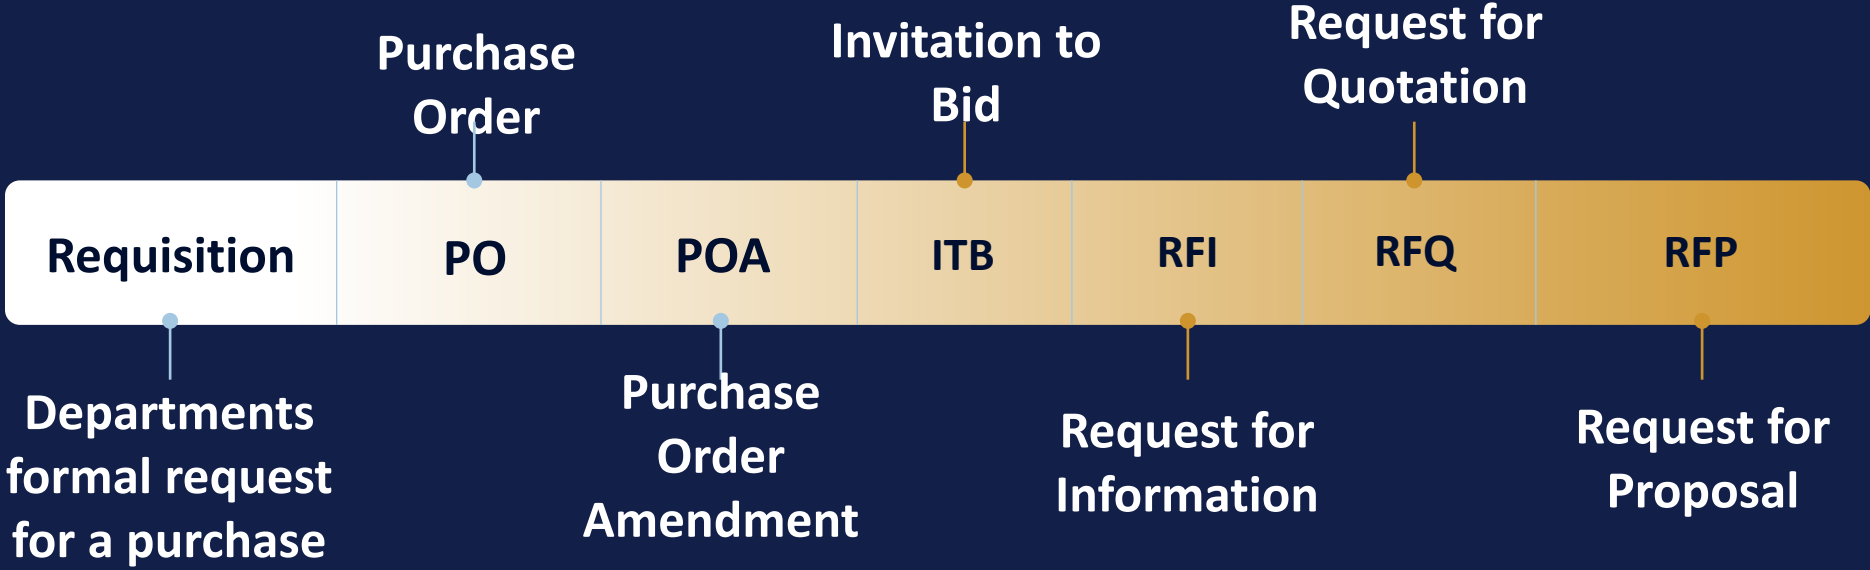 Purchase
Order
Invitation to
Bid
Request for
Quotation
Requisition
PO
POA
ITB
RFI
RFQ
RFP
Departments
formal request
for a purchase
Purchase
Order
Amendment
Request for
Information
Request for
Proposal